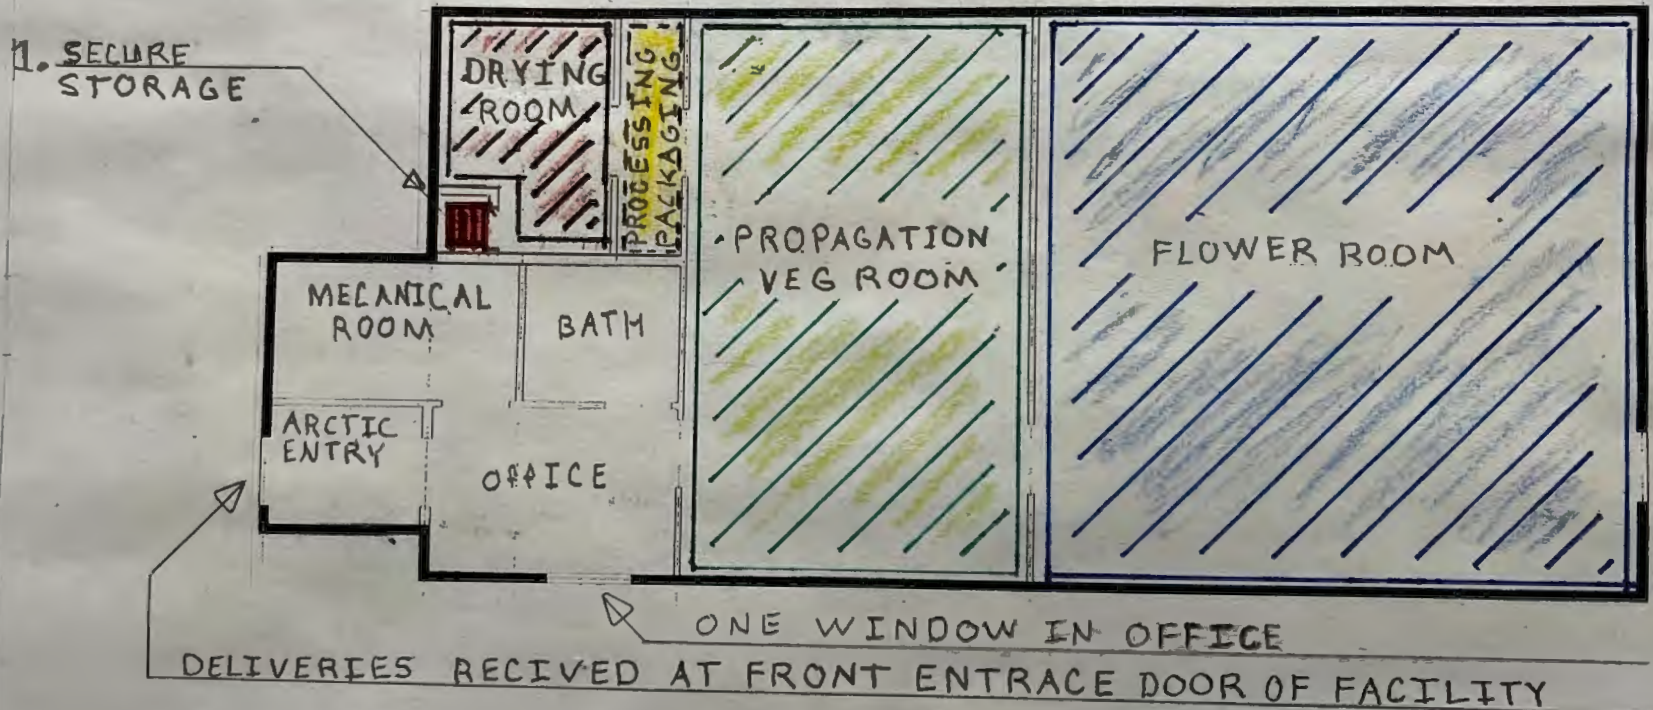 1. SECURE
STORAGE
DRYING
ROOM
PROCESSING
PACKAGING
PROPAGATION
VEG ROOM
FLOWER ROOM
MECANICAL
ROOM
BATH
ARCTIC
ENTRY
OFFICE
ONE WINDOW IN OFFICE
DELIVERIES RECIVED AT FRONT ENTRACE DOOR OF FACILITY